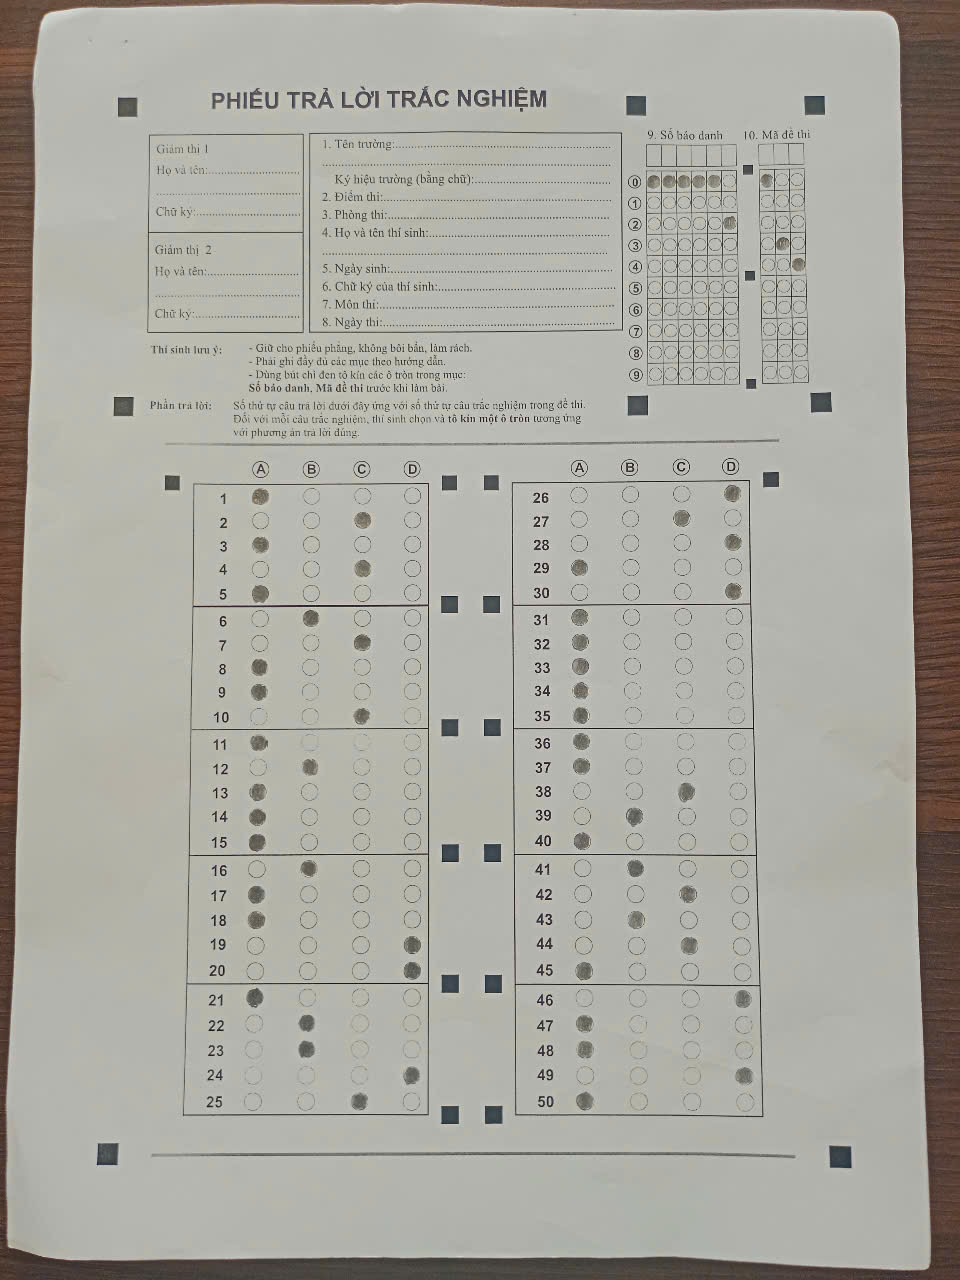 PHIẾU TRẢ LỜI TRẮC NGHIỆM
Giám thị 1
Họ và tên:
Chữ ký:
Giám thị 2
Họ và tên:
Chữ ký:
1. Tên trường:
Ký hiệu trường (bằng chữ):
2. Điểm thi:
3. Phòng thi:
4. Họ và tên thí sinh:
5. Ngày sinh:
6. Chữ ký của thí sinh:
7. Môn thi:
8. Ngày thi:
9. Số báo danh
10. Mã đề thi
0
1
2
3
4
5
6
7
8
9
Thí sinh lưu ý:
- Giữ cho phiếu phẳng, không bôi bẩn, làm rách.
- Phải ghi đầy đủ các mục theo hướng dẫn.
- Dùng bút chì đen tô kín các ô tròn trong mục:
Số báo danh, Mã đề thi trước khi làm bài.
Phần trả lời: Số thứ tự câu trả lời dưới đây ứng với số thứ tự câu trắc nghiệm trong đề thi.
Đối với mỗi câu trắc nghiệm, thí sinh chọn và tô kín một ô tròn tương ứng
với phương án trả lời đúng.
A B C D
1
2
3
4
5
6
7
8
9
10
11
12
13
14
15
16
17
18
19
20
21
22
23
24
25
A B C D
26
27
28
29
30
31
32
33
34
35
36
37
38
39
40
41
42
43
44
45
46
47
48
49
50